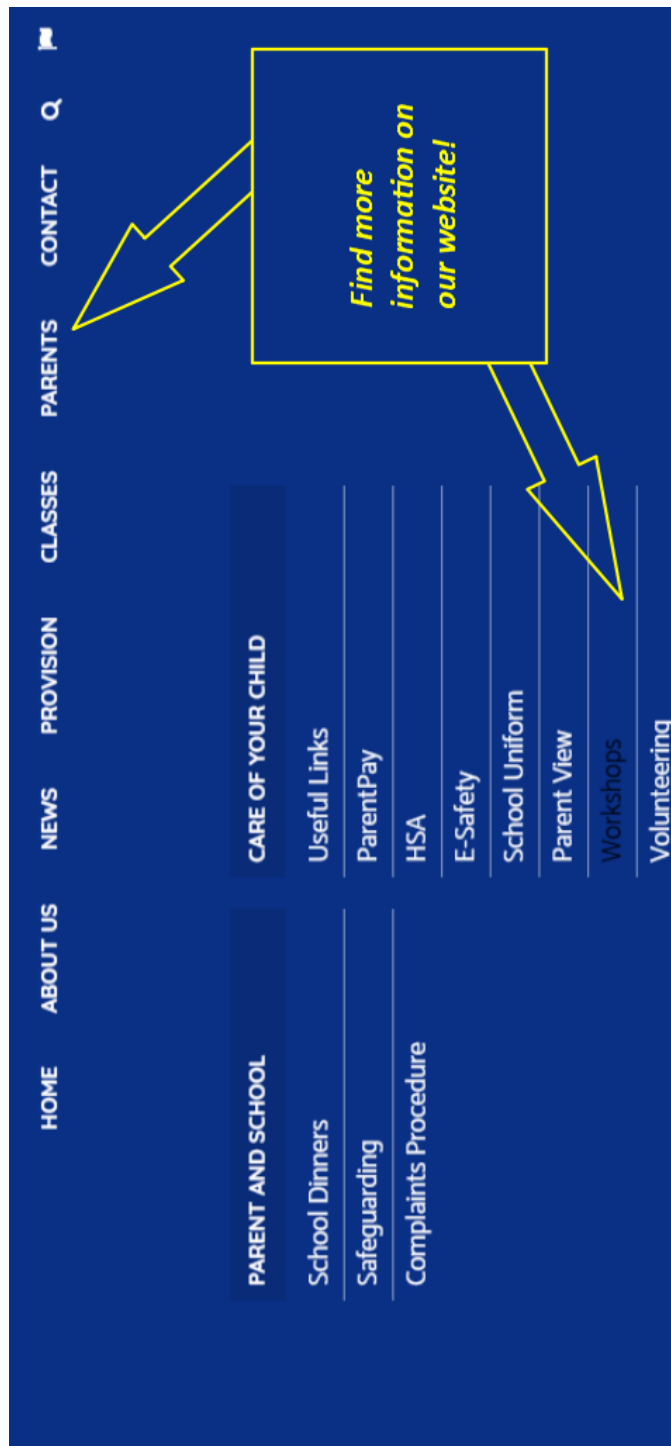 HOME ABOUT US NEWS PROVISION CLASSES PARENTS CONTACT
PARENT AND SCHOOL
School Dinners
Safeguarding
Complaints Procedure
CARE OF YOUR CHILD
Useful Links
ParentPay
HSA
E-Safety
School Uniform
Parent View
Workshops
Volunteering
Find more
information on
our website!